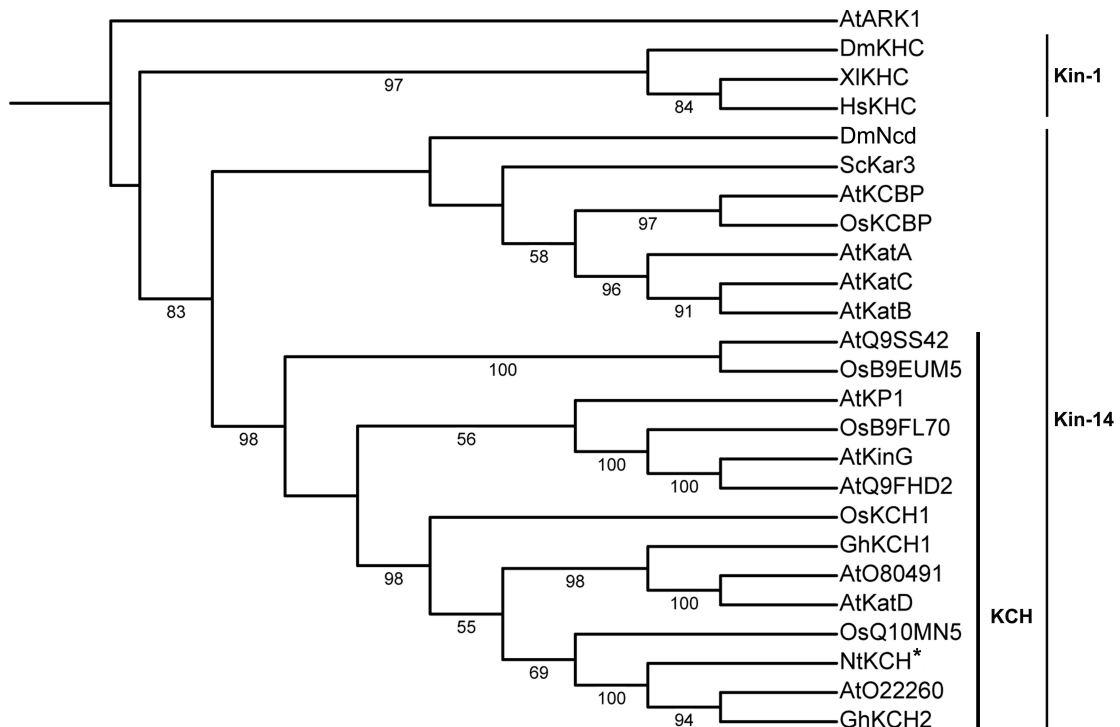 AtARK1
DmKHC
97
XlKHC
Kin-1
84
HsKHC
DmNcd
ScKar3
AtKCBP
97
OsKCBP
58
AtKatA
96
AtKatC
91
AtKatB
83
AtQ9SS42
100
OsB9EUM5
AtKP1
Kin-14
98
56
OsB9FL70
100
AtKinG
100
AtQ9FHD2
OsKCH1
GhKCH1
98
98
AtO80491
100
AtKatD
KCH
55
OsQ10MN5
69
NtKCH*
100
AtO22260
94
GhKCH2